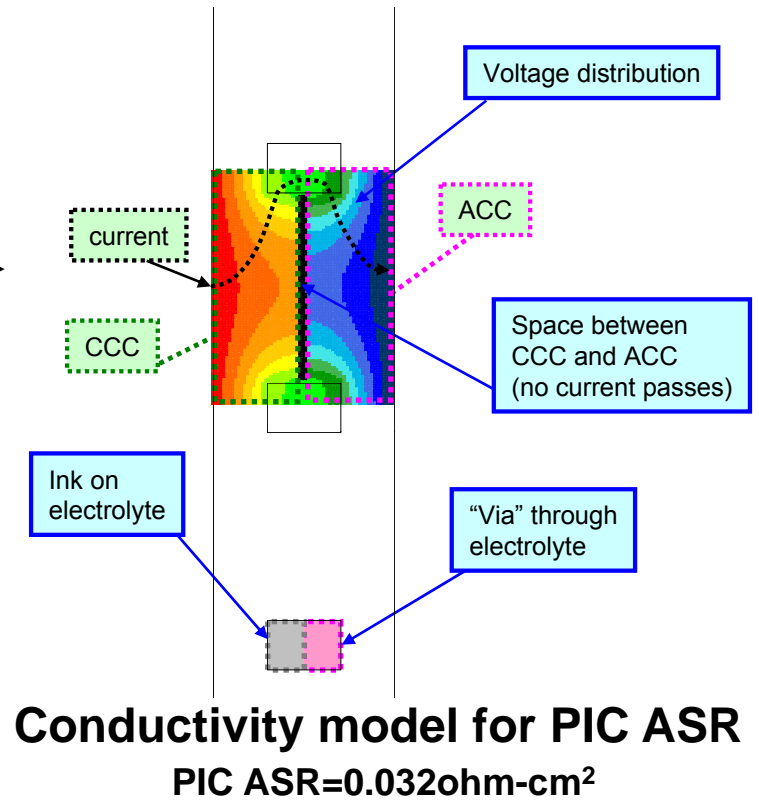 Voltage distribution
ACC
current
CCC
Space between
CCC and ACC
(no current passes)
Ink on
electrolyte
“Via” through
electrolyte
Conductivity model for PIC ASR
PIC ASR=0.032ohm-cm²